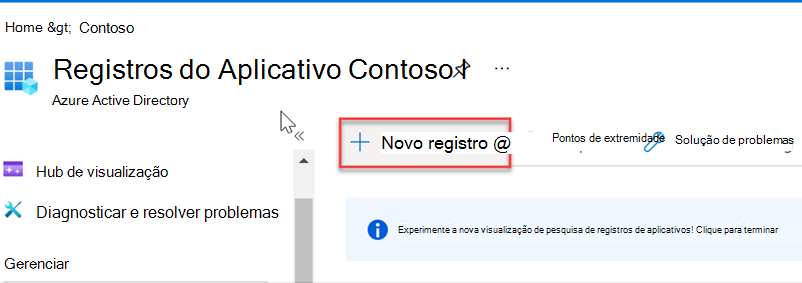 Home &gt; Contoso
Registros do Aplicativo Contoso ...
Azure Active Directory
«
Novo registro @ Pontos de extremidade Solução de problemas
Hub de visualização
Diagnosticar e resolver problemas
Experimente a nova visualização de pesquisa de registros de aplicativos! Clique para terminar
Gerenciar